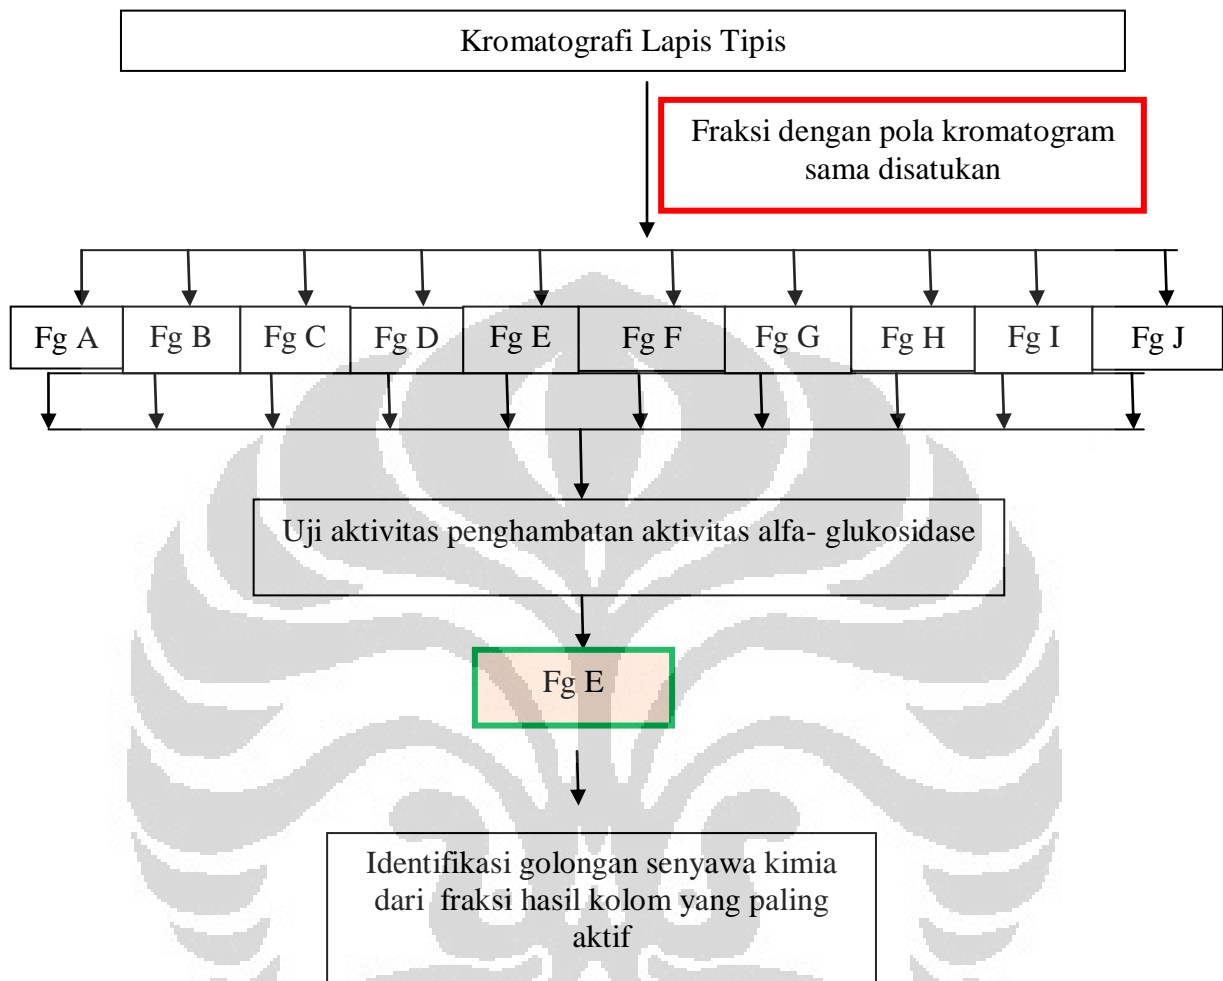 Kromatografi Lapis Tipis
Fraksi dengan pola kromatogram
sama disatukan
Fg A Fg B Fg C Fg D Fg E Fg F Fg G Fg H Fg I Fg J
Uji aktivitas penghambatan aktivitas alfa- glukosidase
Fg E
Identifikasi golongan senyawa kimia
dari fraksi hasil kolom yang paling
aktif